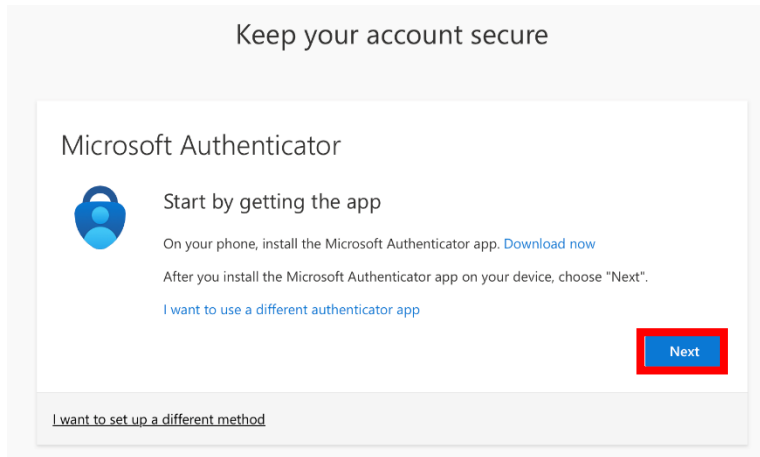 Keep your account secure
Microsoft Authenticator
Start by getting the app
On your phone, install the Microsoft Authenticator app. Download now
After you install the Microsoft Authenticator app on your device, choose "Next".
I want to use a different authenticator app
Next
I want to set up a different method